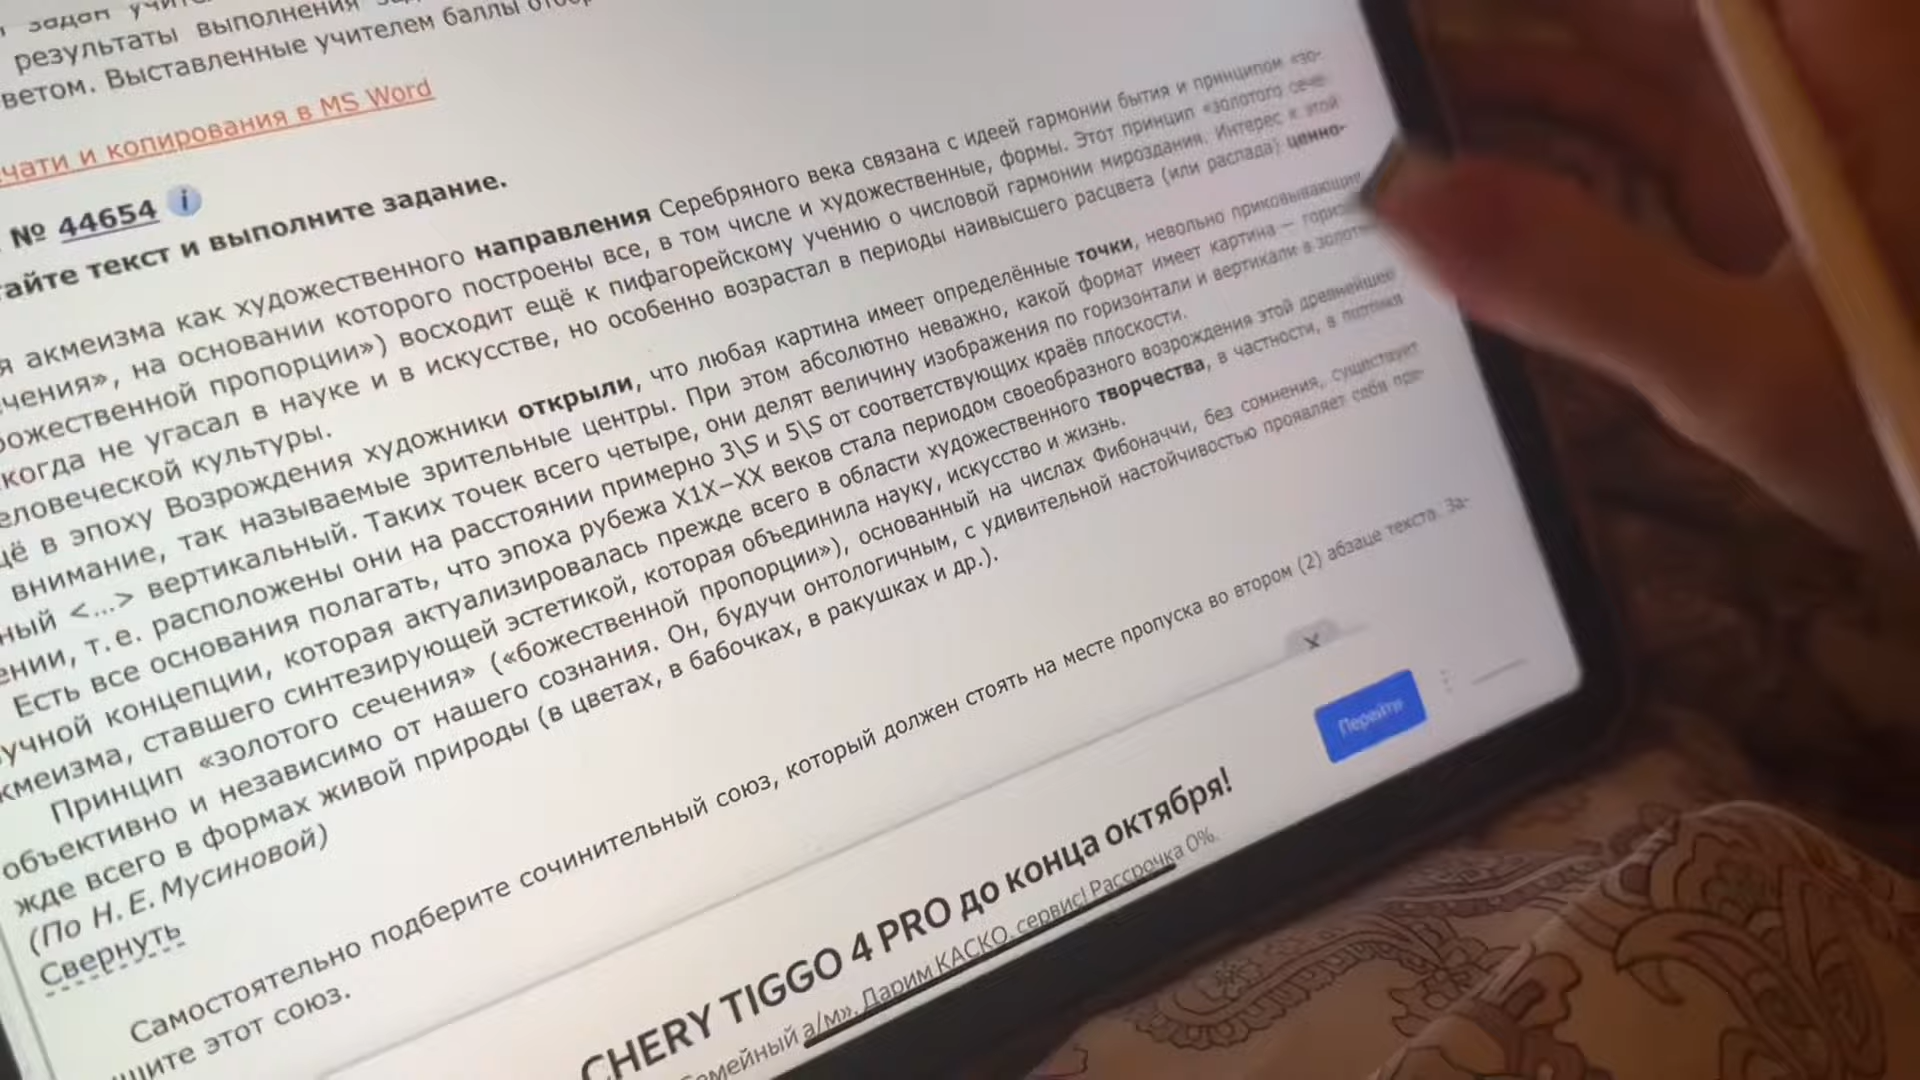 задап учит
результаты выполнения
ветом. Выставленные учителем баллы отобр
чати и копирования в MS Word
№ 44654 i
тайте текст и выполните задание.
я акмеизма как художественного направления Серебряного века связана с идеей гармонии бытия и принципом «зо-
чения», на основании которого построены все, в том числе и художественные, формы. Этот принцип «золотого сече-
божественной пропорции») восходит ещё к пифагорейскому учению о числовой гармонии мироздания. Интерес к этой
когда не угасал в науке и в искусстве, но особенно возрастал в периоды наивысшего расцвета (или распада) ценно-
еловеческой культуры.
щё в эпоху Возрождения художники открыли, что любая картина имеет определённые точки, невольно приковывающие
внимание, так называемые зрительные центры. При этом абсолютно неважно, какой формат имеет картина – гориз
ный <...> вертикальный. Таких точек всего четыре, они делят величину изображения по горизонтали и вертикали в золот
ении, т. е. расположены они на расстоянии примерно 3\S и 5\S от соответствующих краёв плоскости.
Есть все основания полагать, что эпоха рубежа X1X–XX веков стала периодом своеобразного возрождения этой древнейшей
учной концепции, которая актуализировалась прежде всего в области художественного творчества, в частности, в поэтике
кмеизма, ставшего синтезирующей эстетикой, которая объединила науку, искусство и жизнь.
Принцип «золотого сечения» («божественной пропорции»), основанный на числах Фибоначчи, без сомнения, существует
объективно и независимо от нашего сознания. Он, будучи онтологичным, с удивительной настойчивостью проявляет себя пре-
жде всего в формах живой природы (в цветах, в бабочках, в ракушках и др.).
(По Н. Е. Мусиновой)
Свернуть
Самостоятельно подберите сочинительный союз, который должен стоять на месте пропуска во втором (2) абзаце текста. За-
шите этот союз.
CHERY TIGGO 4 PRO до конца октября!
Перейти
Семейный а/м». Дарим КАСКО, сервис! Рассрочка 0%.